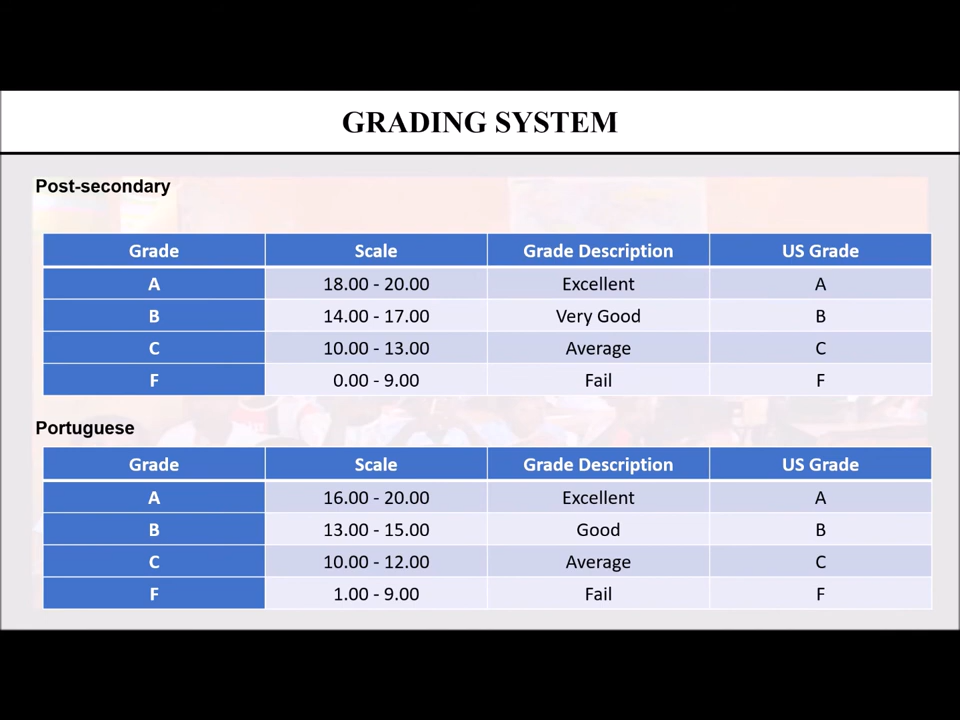 GRADING SYSTEM
Post-secondary
Grade Scale Grade Description US Grade
A 18.00 - 20.00 Excellent A
B 14.00 - 17.00 Very Good B
C 10.00 - 13.00 Average C
F 0.00 - 9.00 Fail F
Portuguese
Grade Scale Grade Description US Grade
A 16.00 - 20.00 Excellent A
B 13.00 - 15.00 Good B
C 10.00 - 12.00 Average C
F 1.00 - 9.00 Fail F